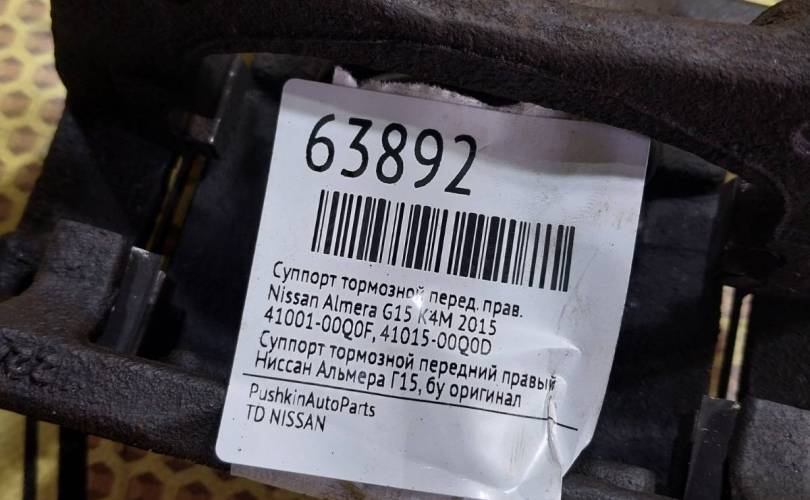 63892
Суппорт тормозной перед. прав.
Nissan Almera G15 K4M 2015
41001-00Q0F, 41015-00Q0D
Суппорт тормозной передний правый
Ниссан Альмера Г15, бу оригинал
PushkinAutoParts
TD NISSAN